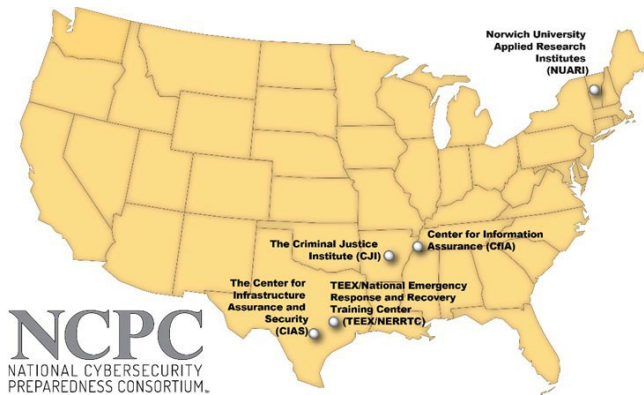 Norwich University
Applied Research
Institutes
(NUARI)
The Criminal Justice
Institute (CJI)
Center for Information
Assurance (CfIA)
The Center for
Infrastructure
Assurance and
Security
(CIAS)
TEEX/National Emergency
Response and Recovery
Training Center
(TEEX/NERRTC)
NCPC
NATIONAL CYBERSECURITY
PREPAREDNESS CONSORTIUM™